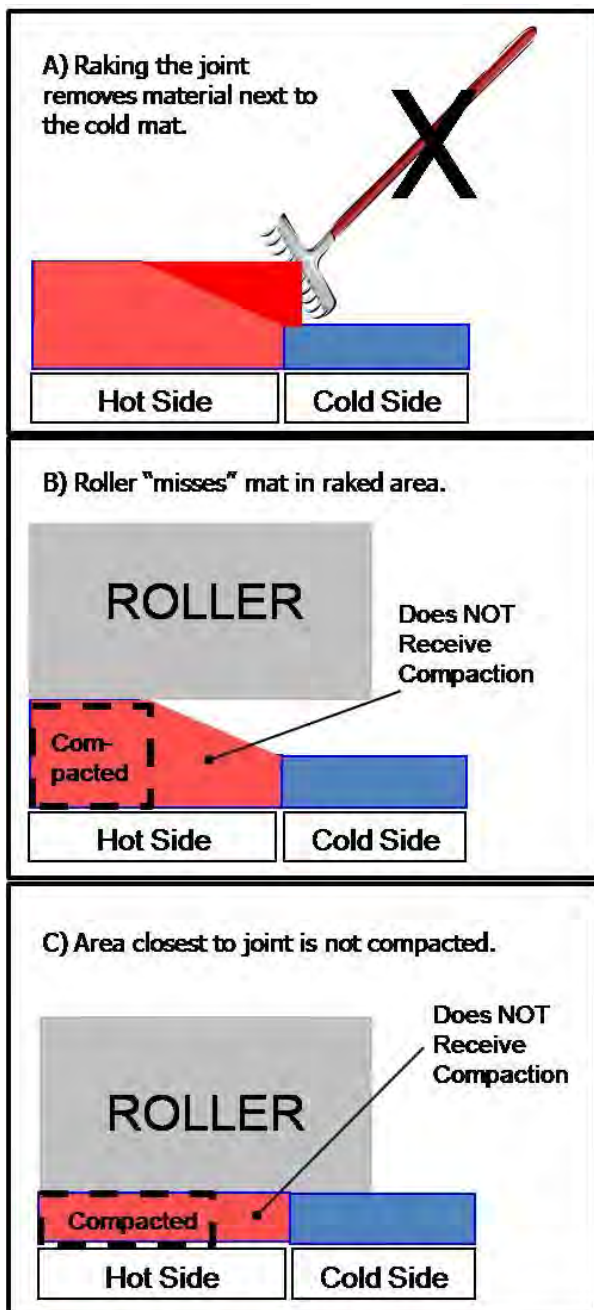 A) Raking the joint
removes material next to
the cold mat.
Hot Side
Cold Side
B) Roller “misses” mat in raked area.
ROLLER
Does NOT
Receive
Compaction
Com-
pacted
Hot Side
Cold Side
C) Area closest to joint is not compacted.
Does NOT
Receive
Compaction
ROLLER
Compacted
Hot Side
Cold Side